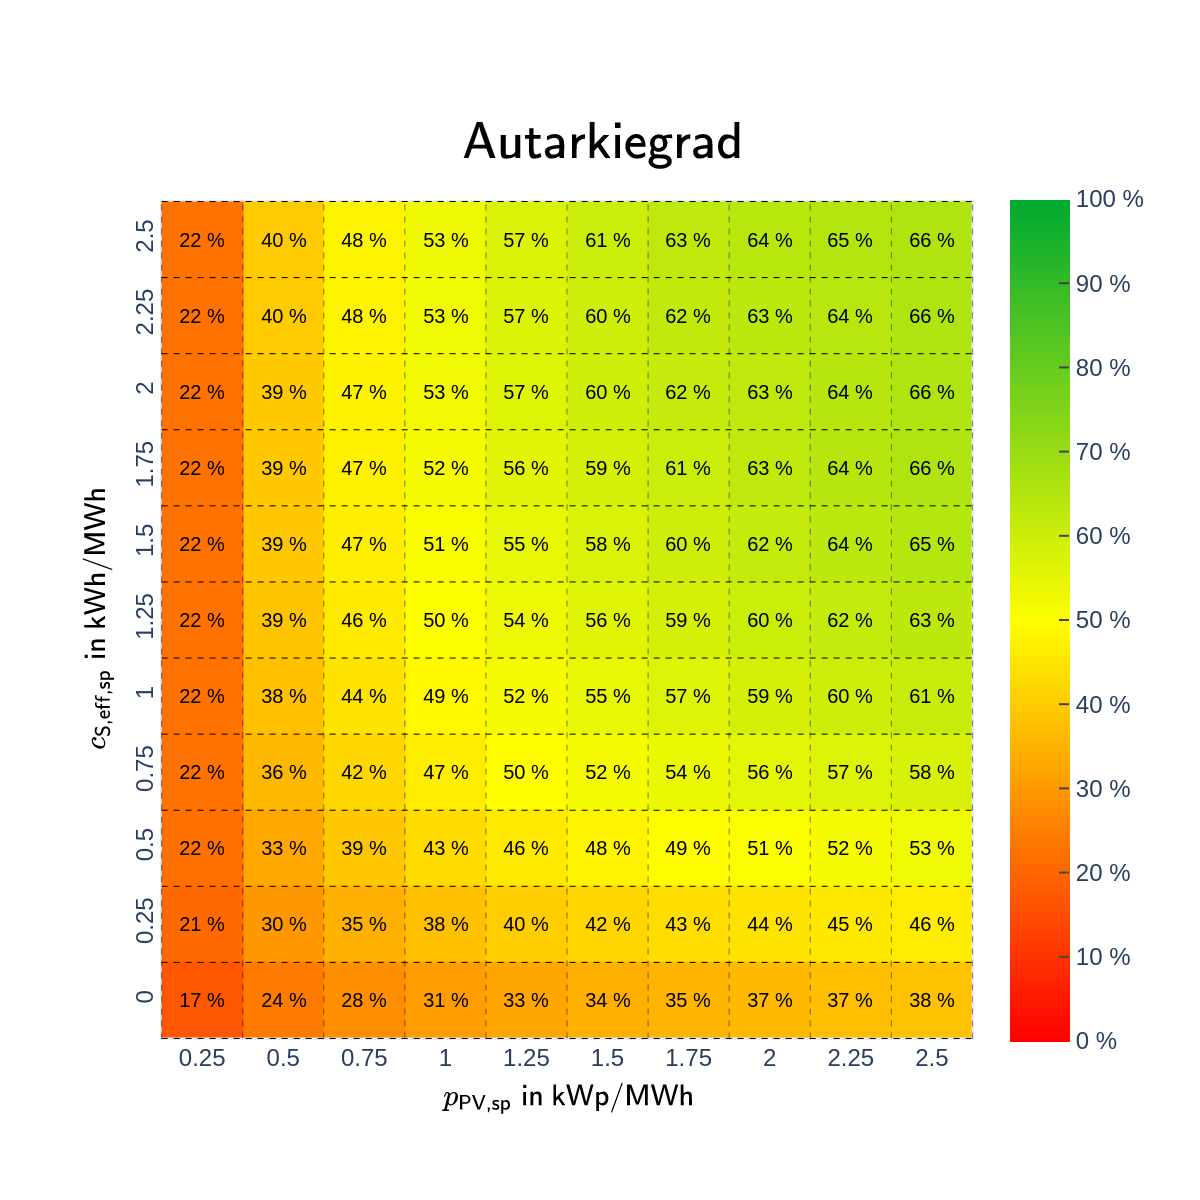 Autarkiegrad
100 %
2.5 22 % 40 % 48 % 53 % 57 % 61 % 63 % 64 % 65 % 66 %
90 %
2.25 22 % 40 % 48 % 53 % 57 % 60 % 62 % 63 % 64 % 66 %
80 %
2 22 % 39 % 47 % 53 % 57 % 60 % 62 % 63 % 64 % 66 %
70 %
1.75 22 % 39 % 47 % 52 % 56 % 59 % 61 % 63 % 64 % 66 %
60 %
1.5 22 % 39 % 47 % 51 % 55 % 58 % 60 % 62 % 64 % 65 %
50 %
1.25 22 % 39 % 46 % 50 % 54 % 56 % 59 % 60 % 62 % 63 %
c_S,eff,sp in kWh/MWh
1 22 % 38 % 44 % 49 % 52 % 55 % 57 % 59 % 60 % 61 %
40 %
0.75 22 % 36 % 42 % 47 % 50 % 52 % 54 % 56 % 57 % 58 %
30 %
0.5 22 % 33 % 39 % 43 % 46 % 48 % 49 % 51 % 52 % 53 %
20 %
0.25 21 % 30 % 35 % 38 % 40 % 42 % 43 % 44 % 45 % 46 %
10 %
0 17 % 24 % 28 % 31 % 33 % 34 % 35 % 37 % 37 % 38 %
0 %
0.25 0.5 0.75 1 1.25 1.5 1.75 2 2.25 2.5
p_PV,sp in kWp/MWh